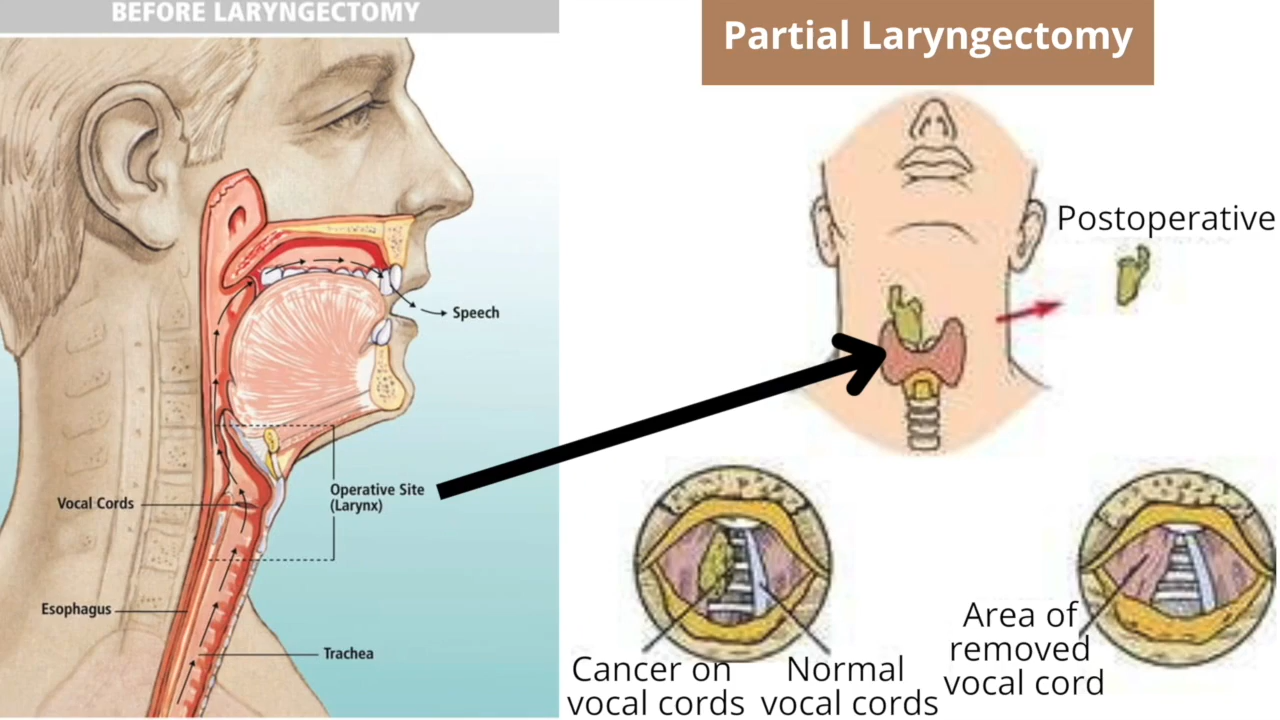 BEFORE LARYNGECTOMY
Speech
Vocal Cords
Operative Site
(Larynx)
Esophagus
Trachea
Partial Laryngectomy
Postoperative
Cancer on
vocal cords
Normal
vocal cords
Area of
removed
vocal cord